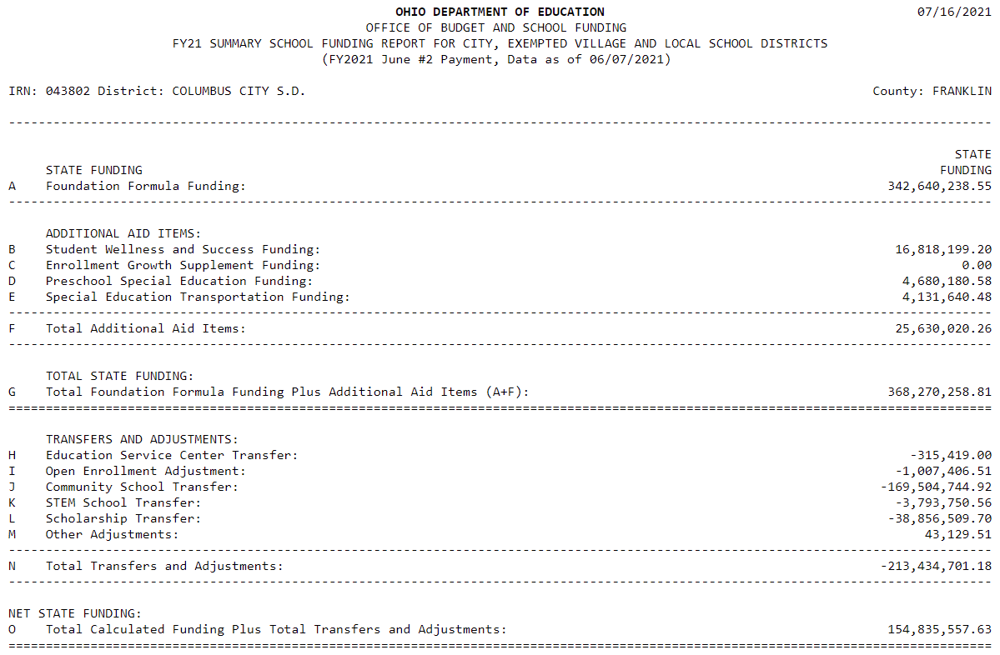 OHIO DEPARTMENT OF EDUCATION 07/16/2021
OFFICE OF BUDGET AND SCHOOL FUNDING
FY21 SUMMARY SCHOOL FUNDING REPORT FOR CITY, EXEMPTED VILLAGE AND LOCAL SCHOOL DISTRICTS
(FY2021 June #2 Payment, Data as of 06/07/2021)
IRN: 043802 District: COLUMBUS CITY S.D. County: FRANKLIN
STATE
STATE FUNDING FUNDING
A Foundation Formula Funding: 342,640,238.55
ADDITIONAL AID ITEMS:
B Student Wellness and Success Funding: 16,818,199.20
C Enrollment Growth Supplement Funding: 0.00
D Preschool Special Education Funding: 4,680,180.58
E Special Education Transportation Funding: 4,131,640.48
F Total Additional Aid Items: 25,630,020.26
TOTAL STATE FUNDING:
G Total Foundation Formula Funding Plus Additional Aid Items (A+F): 368,270,258.81
TRANSFERS AND ADJUSTMENTS:
H Education Service Center Transfer: -315,419.00
I Open Enrollment Adjustment: -1,007,406.51
J Community School Transfer: -169,504,744.92
K STEM School Transfer: -3,793,750.56
L Scholarship Transfer: -38,856,509.70
M Other Adjustments: 43,129.51
N Total Transfers and Adjustments: -213,434,701.18
NET STATE FUNDING:
O Total Calculated Funding Plus Total Transfers and Adjustments: 154,835,557.63